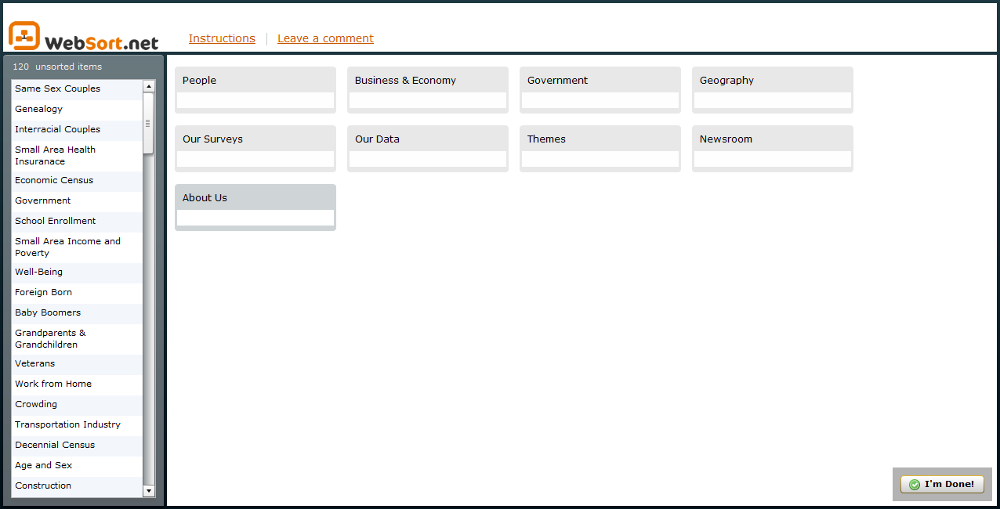 WebSort.net
Instructions
Leave a comment
120 unsorted items
Same Sex Couples
Genealogy
Interracial Couples
Small Area Health
Insuranace
Economic Census
Government
School Enrollment
Small Area Income and
Poverty
Well-Being
Foreign Born
Baby Boomers
Grandparents &
Grandchildren
Veterans
Work from Home
Crowding
Transportation Industry
Decennial Census
Age and Sex
Construction
People
Business & Economy
Government
Geography
Our Surveys
Our Data
Themes
Newsroom
About Us
I'm Done!